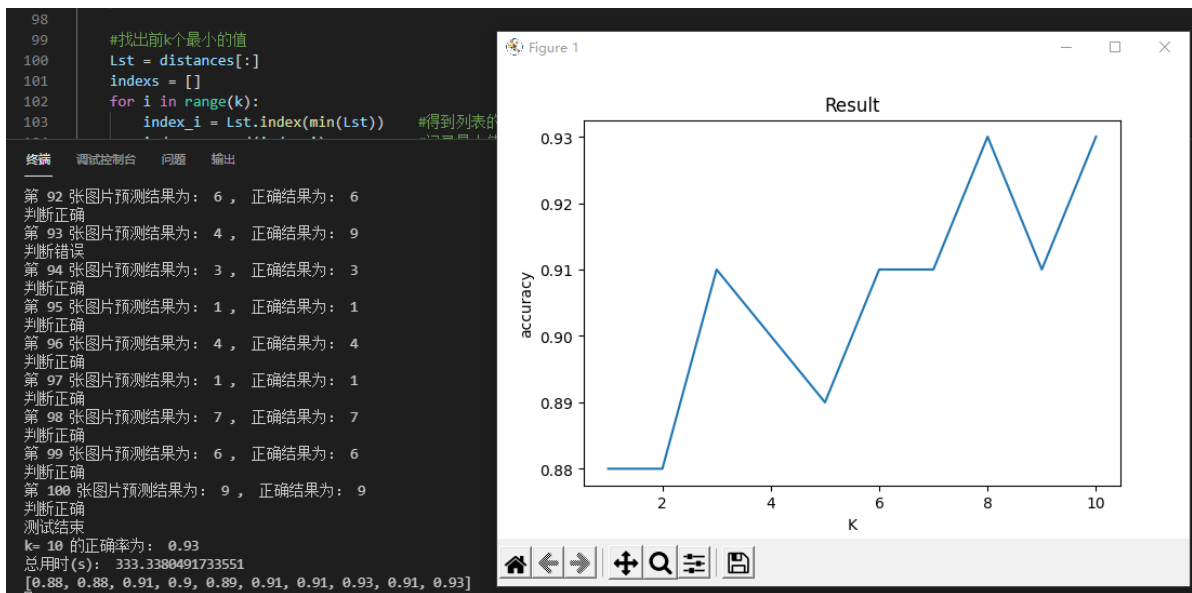 98
99 #找出前k个最小的值
100 Lst = distances[:]
101 indexs = []
102 for i in range(k):
103 index_i = Lst.index(min(Lst)) #得到列表的
终端 调试控制台 问题 输出
第 92 张图片预测结果为： 6 ， 正确结果为： 6
判断正确
第 93 张图片预测结果为： 4 ， 正确结果为： 9
判断错误
第 94 张图片预测结果为： 3 ， 正确结果为： 3
判断正确
第 95 张图片预测结果为： 1 ， 正确结果为： 1
判断正确
第 96 张图片预测结果为： 4 ， 正确结果为： 4
判断正确
第 97 张图片预测结果为： 1 ， 正确结果为： 1
判断正确
第 98 张图片预测结果为： 7 ， 正确结果为： 7
判断正确
第 99 张图片预测结果为： 6 ， 正确结果为： 6
判断正确
第 100 张图片预测结果为： 9 ， 正确结果为： 9
判断正确
测试结束
k= 10 的正确率为： 0.93
总用时(s)： 333.3380491733551
[0.88, 0.88, 0.91, 0.9, 0.89, 0.91, 0.91, 0.93, 0.91, 0.93]
Figure 1
Result
0.93
0.92
0.91
0.90
0.89
0.88
accuracy
2 4 6 8 10
K